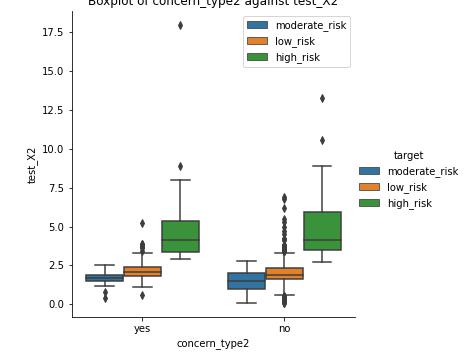 Boxplot of concern_type2 against test_X2
moderate_risk
low_risk
high_risk
17.5
15.0
12.5
10.0
7.5
5.0
2.5
0.0
test_X2
target
moderate_risk
low_risk
high_risk
yes
no
concern_type2